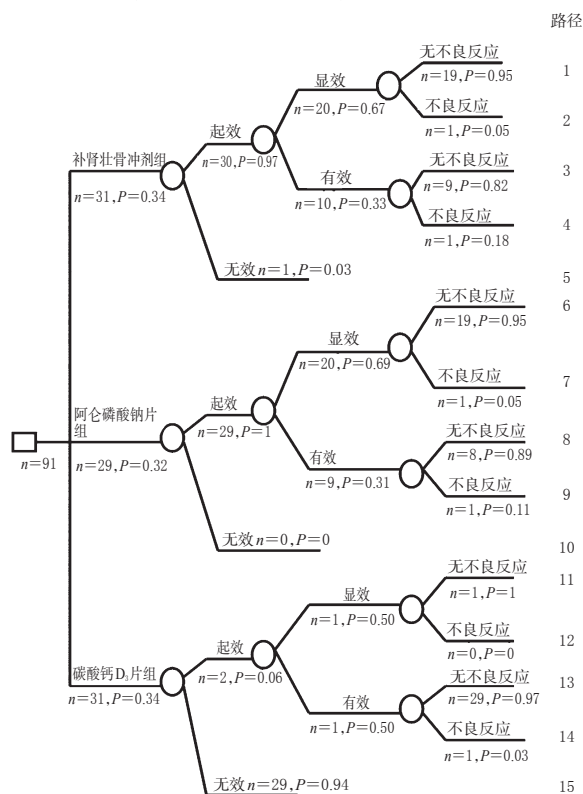 路径
无不良反应
n=19,P=0.95
1
显效
n=20,P=0.67
不良反应
n=1,P=0.05
2
起效
n=30,P=0.97
补肾壮骨冲剂组
n=31,P=0.34
无不良反应
n=9,P=0.82
3
有效
n=10,P=0.33
不良反应
n=1,P=0.18
4
无效n=1,P=0.03
5
无不良反应
n=19,P=0.95
6
显效
n=20,P=0.69
不良反应
n=1,P=0.05
7
起效
n=29,P=1
阿仑磷酸钠片
组
n=29,P=0.32
n=91
无不良反应
n=8,P=0.89
8
有效
n=9,P=0.31
不良反应
n=1,P=0.11
9
无效n=0,P=0
10
无不良反应
n=1,P=1
11
显效
n=1,P=0.50
不良反应
n=0,P=0
12
起效
n=2,P=0.06
碳酸钙D₃片组
n=31,P=0.34
无不良反应
n=29,P=0.97
13
有效
n=1,P=0.50
不良反应
n=1,P=0.03
14
无效n=29,P=0.94
15